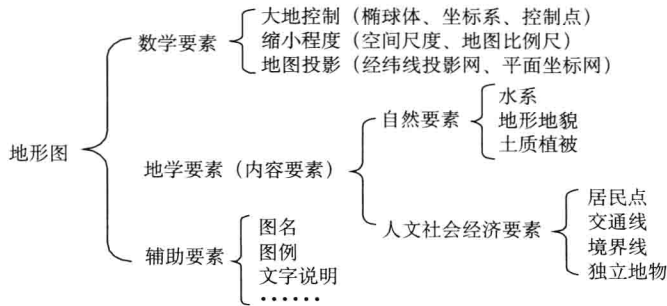 地形图
数学要素
大地控制（椭球体、坐标系、控制点）
缩小程度（空间尺度、地图比例尺）
地图投影（经纬线投影网、平面坐标网）
地学要素（内容要素）
自然要素
水系
地形地貌
土质植被
人文社会经济要素
居民点
交通线
境界线
独立地物
辅助要素
图名
图例
文字说明
……